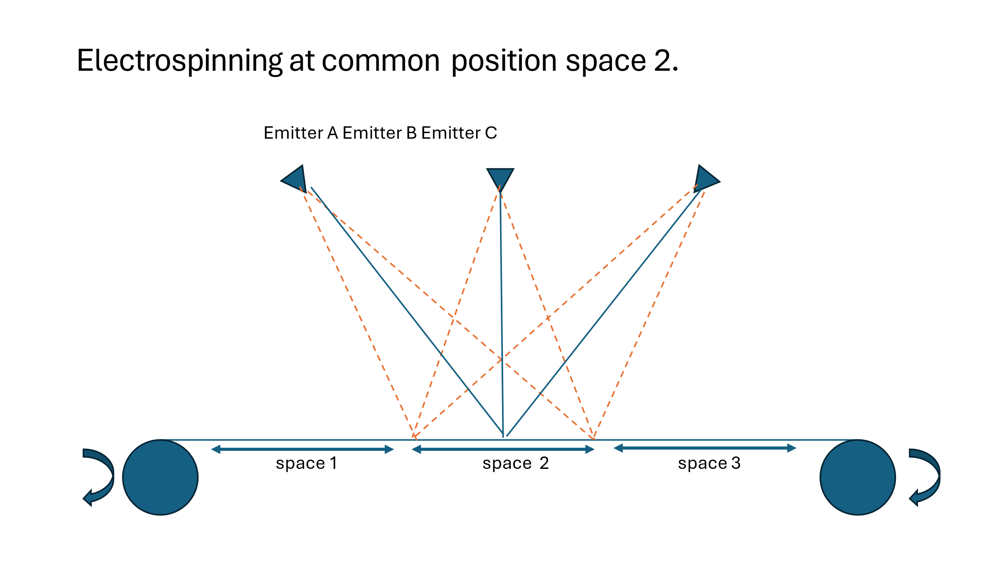 Electrospinning at common position space 2.
Emitter A Emitter B Emitter C
space 1
space 2
space 3